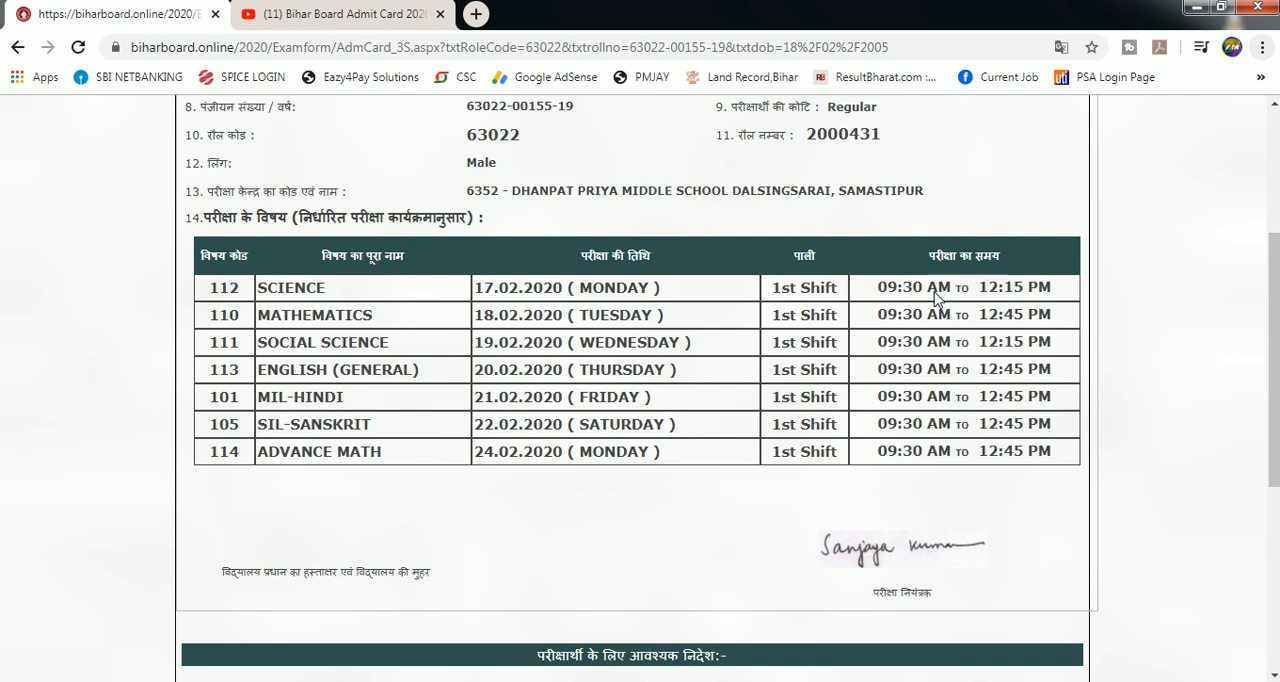 https://biharboard.online/2020/E
(11) Bihar Board Admit Card 202
biharboard.online/2020/Examform/AdmCard_3S.aspx?txtRoleCode=63022&txtrollno=63022-00155-19&txtdob=18%2F02%2F2005
Apps SBI NETBANKING SPICE LOGIN Eazy4Pay Solutions CSC Google AdSense PMJAY Land Record,Bihar RB ResultBharat.com :... Current Job uti PSA Login Page »
8. पंजीयन संख्या / वर्ष: 63022-00155-19 9. परीक्षार्थी की कोटि : Regular
10. रौल कोड : 63022 11. रौल नम्बर : 2000431
12. लिंग: Male
13. परीक्षा केन्द्र का कोड एवं नाम : 6352 - DHANPAT PRIYA MIDDLE SCHOOL DALSINGSARAI, SAMASTIPUR
14.परीक्षा के विषय (निर्धारित परीक्षा कार्यक्रमानुसार) :
विषय कोड विषय का पूरा नाम परीक्षा की तिथि पाली परीक्षा का समय
112 SCIENCE 17.02.2020 ( MONDAY ) 1st Shift 09:30 AM TO 12:15 PM
110 MATHEMATICS 18.02.2020 ( TUESDAY ) 1st Shift 09:30 AM TO 12:45 PM
111 SOCIAL SCIENCE 19.02.2020 ( WEDNESDAY ) 1st Shift 09:30 AM TO 12:15 PM
113 ENGLISH (GENERAL) 20.02.2020 ( THURSDAY ) 1st Shift 09:30 AM TO 12:45 PM
101 MIL-HINDI 21.02.2020 ( FRIDAY ) 1st Shift 09:30 AM TO 12:45 PM
105 SIL-SANSKRIT 22.02.2020 ( SATURDAY ) 1st Shift 09:30 AM TO 12:45 PM
114 ADVANCE MATH 24.02.2020 ( MONDAY ) 1st Shift 09:30 AM TO 12:45 PM
Sanjaya Kumar
विद्यालय प्रधान का हस्ताक्षर एवं विद्यालय की मुहर
परीक्षा नियंत्रक
परीक्षार्थी के लिए आवश्यक निदेश:-